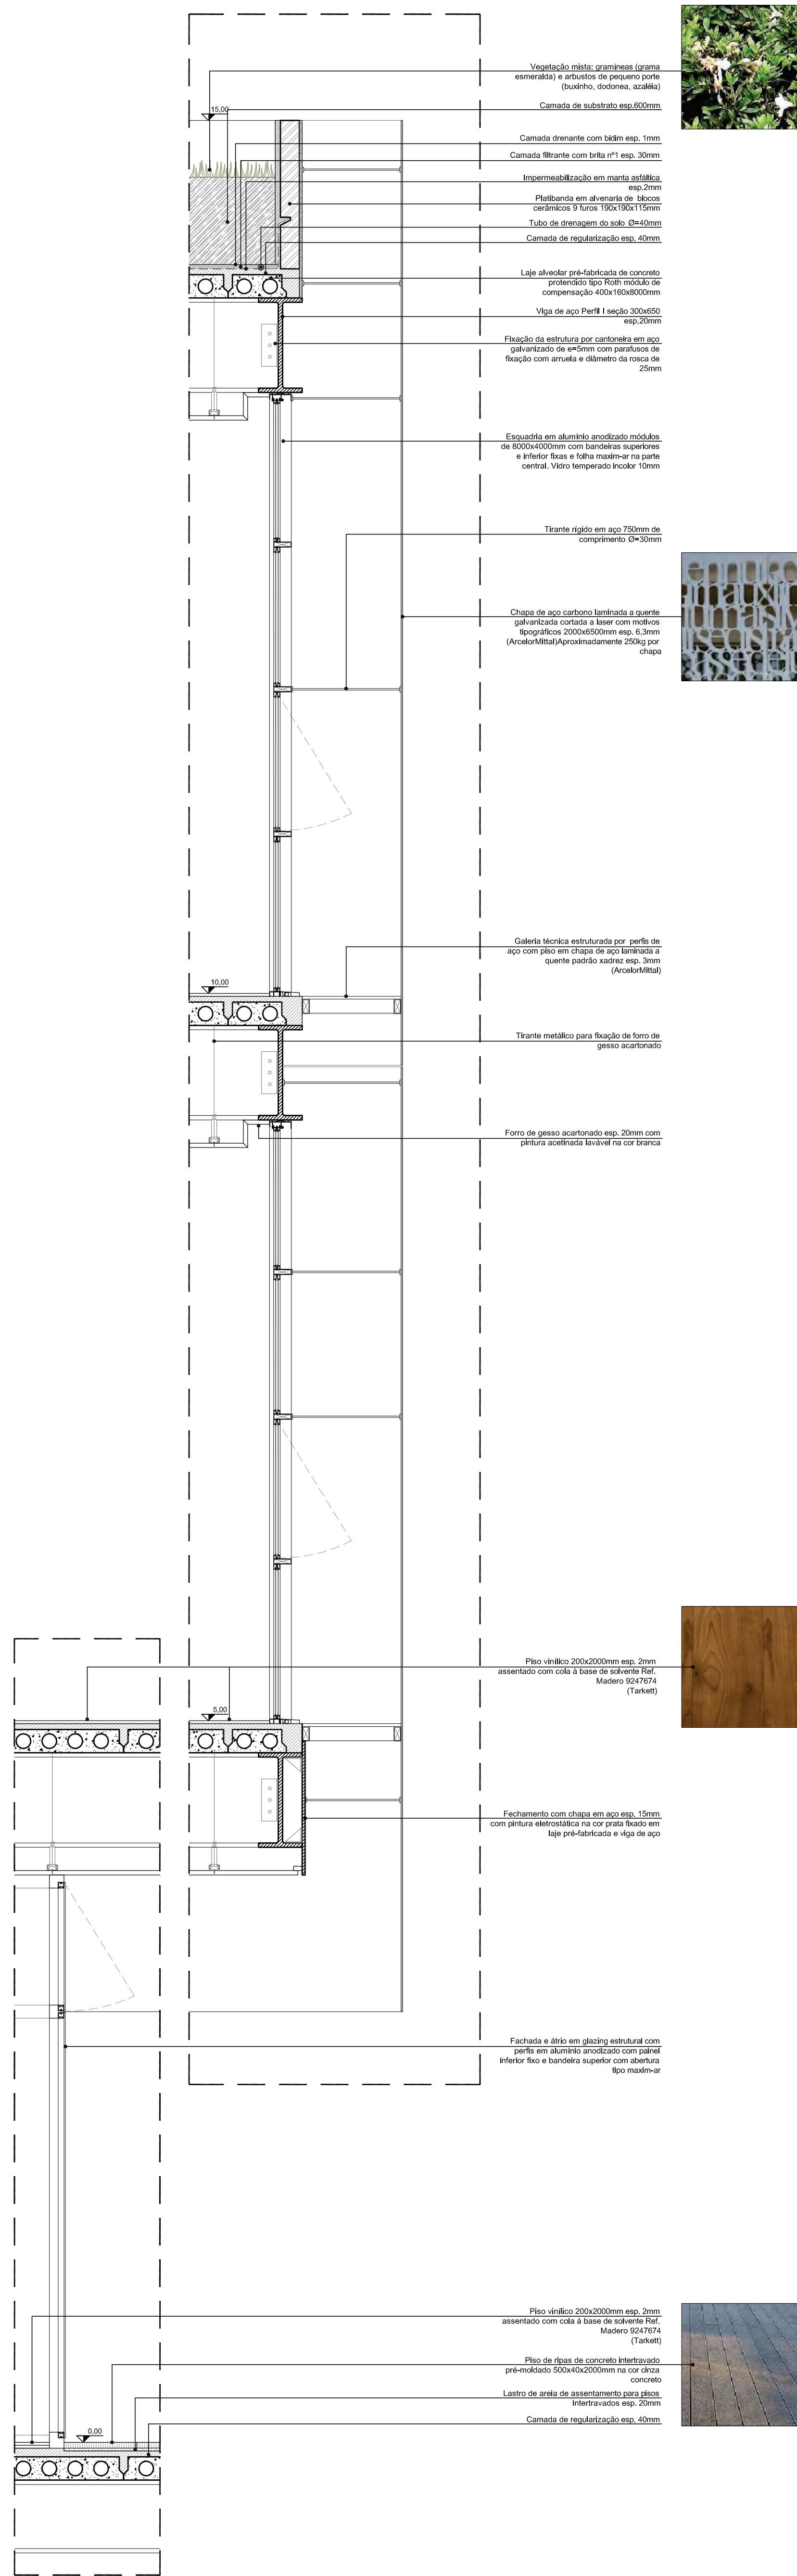 Vegetação mista: gramíneas (grama
esmeralda) e arbustos de pequeno porte
(buxinho, dodonea, azaléia)
15,00
Camada de substrato esp.600mm
Camada drenante com bidim esp. 1mm
Camada filtrante com brita nº1 esp. 30mm
Impermeabilização em manta asfáltica
esp.2mm
Platibanda em alvenaria de blocos
cerâmicos 9 furos 190x190x115mm
Tubo de drenagem do solo Ø=40mm
Camada de regularização esp. 40mm
Laje alveolar pré-fabricada de concreto
protendido tipo Roth módulo de
compensação 400x160x8000mm
Viga de aço Perfil I seção 300x650
esp.20mm
Fixação da estrutura por cantoneira em aço
galvanizado de e=5mm com parafusos de
fixação com arruela e diâmetro da rosca de
25mm
Esquadria em alumínio anodizado módulos
de 8000x4000mm com bandeiras superiores
e inferior fixas e folha maxim-ar na parte
central. Vidro temperado incolor 10mm
Tirante rígido em aço 750mm de
comprimento Ø=30mm
Chapa de aço carbono laminada a quente
galvanizada cortada a laser com motivos
tipográficos 2000x6500mm esp. 6,3mm
(ArcelorMittal)Aproximadamente 250kg por
chapa
Galeria técnica estruturada por perfis de
aço com piso em chapa de aço laminada a
quente padrão xadrez esp. 3mm
(ArcelorMittal)
10,00
Tirante metálico para fixação de forro de
gesso acartonado
Forro de gesso acartonado esp. 20mm com
pintura acetinada lavável na cor branca
Piso vinílico 200x2000mm esp. 2mm
assentado com cola à base de solvente Ref.
Madero 9247674
(Tarkett)
5,00
Fechamento com chapa em aço esp. 15mm
com pintura eletrostática na cor prata fixado em
laje pré-fabricada e viga de aço
Fachada e átrio em glazing estrutural com
perfis em alumínio anodizado com painel
inferior fixo e bandeira superior com abertura
tipo maxim-ar
Piso vinílico 200x2000mm esp. 2mm
assentado com cola à base de solvente Ref.
Madero 9247674
(Tarkett)
Piso de ripas de concreto intertravado
pré-moldado 500x40x2000mm na cor cinza
concreto
Lastro de areia de assentamento para pisos
intertravados esp. 20mm
0,00
Camada de regularização esp. 40mm